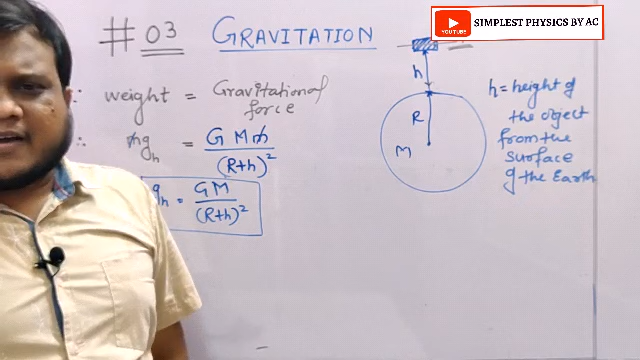 #03 GRAVITATION
YOUTUBE
SIMPLEST PHYSICS BY AC
∴ weight = Gravitational force
∴ mg_h = G M m / (R+h)²
g_h = GM / (R+h)²
h
R
M
h = height of
the object
from the
surface
of the Earth